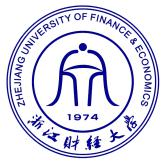 ZHEJIANG UNIVERSITY OF FINANCE & ECONOMICS
1974
浙江财经大学